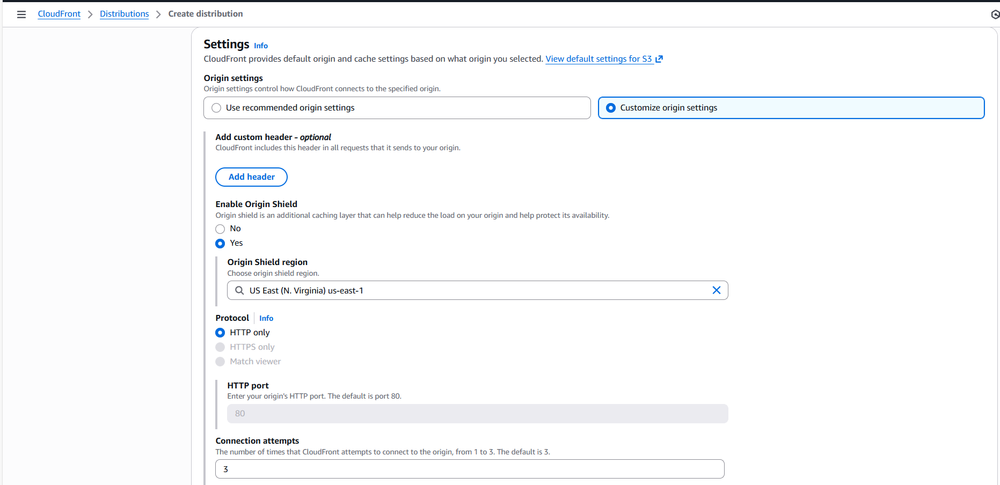 CloudFront > Distributions > Create distribution
Settings Info
CloudFront provides default origin and cache settings based on what origin you selected. View default settings for S3
Origin settings
Origin settings control how CloudFront connects to the specified origin.
Use recommended origin settings
Customize origin settings
Add custom header - optional
CloudFront includes this header in all requests that it sends to your origin.
Add header
Enable Origin Shield
Origin shield is an additional caching layer that can help reduce the load on your origin and help protect its availability.
No
Yes
Origin Shield region
Choose origin shield region.
US East (N. Virginia) us-east-1
Protocol Info
HTTP only
HTTPS only
Match viewer
HTTP port
Enter your origin's HTTP port. The default is port 80.
80
Connection attempts
The number of times that CloudFront attempts to connect to the origin, from 1 to 3. The default is 3.
3